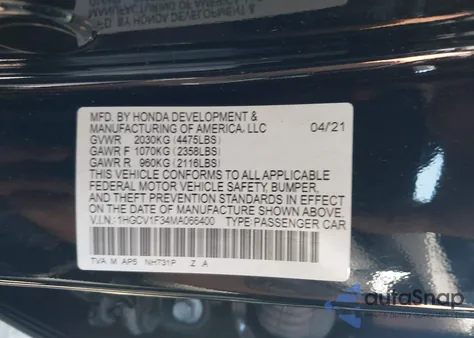 MFD. BY HONDA DEVELOPMENT &
MANUFACTURING OF AMERICA, LLC 04/'21
GVWR 2030KG (4475LBS)
GAWR F 1070KG (2358LBS)
GAWR R 960KG (2116LBS)
THIS VEHICLE CONFORMS TO ALL APPLICABLE
FEDERAL MOTOR VEHICLE SAFETY, BUMPER,
AND THEFT PREVENTION STANDARDS IN EFFECT
ON THE DATE OF MANUFACTURE SHOWN ABOVE.
V.I.N.: 1HGCV1F34MA066400 TYPE PASSENGER CAR
TVA M AP5 NH731P Z A
autoSnap